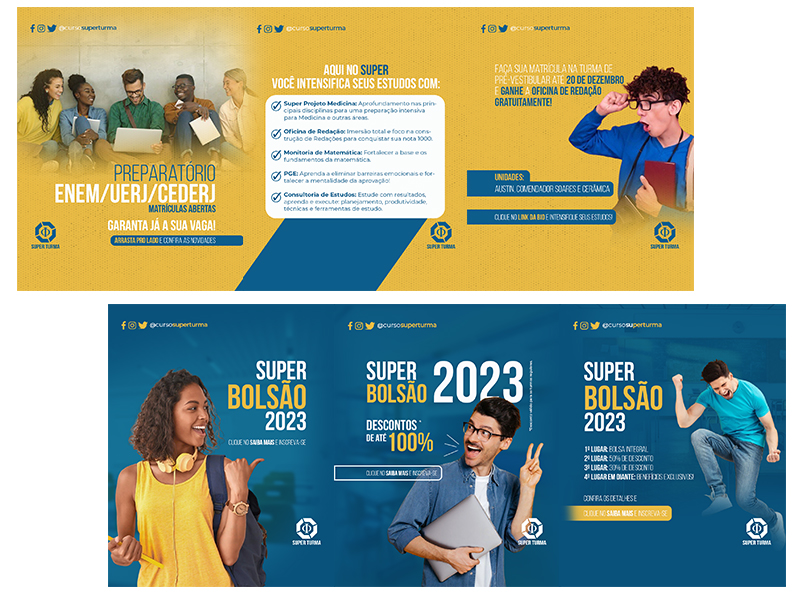 @cursosuperturma
PREPARATÓRIO
ENEM/UERJ/CEDERJ
MATRÍCULAS ABERTAS
GARANTA JÁ A SUA VAGA!
ARRASTA PRO LADO E CONFIRA AS NOVIDADES
SUPER TURMA
@cursosuperturma
AQUI NO SUPER
VOCÊ INTENSIFICA SEUS ESTUDOS COM:
Super Projeto Medicina: Aprofundamento nas prin-
cipais disciplinas para uma preparação intensiva
para Medicina e outras áreas.
Oficina de Redação: Imersão total e foco na cons-
trução de Redações para conquistar sua nota 1000.
Monitoria de Matemática: Fortalecer a base e os
fundamentos da matemática.
PGE: Aprenda a eliminar barreiras emocionais e for-
talecer a mentalidade da aprovação!
Consultoria de Estudos: Estude com resultados,
aprenda e execute: planejamento, produtividade,
técnicas e ferramentas de estudo.
SUPER TURMA
@cursosuperturma
FAÇA SUA MATRÍCULA NA TURMA DE
PRÉ-VESTIBULAR ATÉ 20 DE DEZEMBRO
E GANHE A OFICINA DE REDAÇÃO
GRATUITAMENTE!
UNIDADES:
AUSTIN, COMENDADOR SOARES E CERÂMICA
CLIQUE NO LINK DA BIO E INTENSIFIQUE SEUS ESTUDOS!
SUPER TURMA
@cursosuperturma
SUPER
BOLSÃO
2023
CLIQUE NO SAIBA MAIS E INSCREVA-SE
SUPER TURMA
@cursosuperturma
SUPER
BOLSÃO 2023
DESCONTOS*
DE ATÉ 100%
CLIQUE NO SAIBA MAIS E INSCREVA-SE
SUPER TURMA
@cursosuperturma
SUPER
BOLSÃO
2023
1º LUGAR: BOLSA INTEGRAL
2º LUGAR: 50% DE DESCONTO
3º LUGAR: 30% DE DESCONTO
4º LUGAR EM DIANTE: BENEFÍCIOS EXCLUSIVOS!
CONFIRA OS DETALHES E
CLIQUE NO SAIBA MAIS E INSCREVA-SE
SUPER TURMA